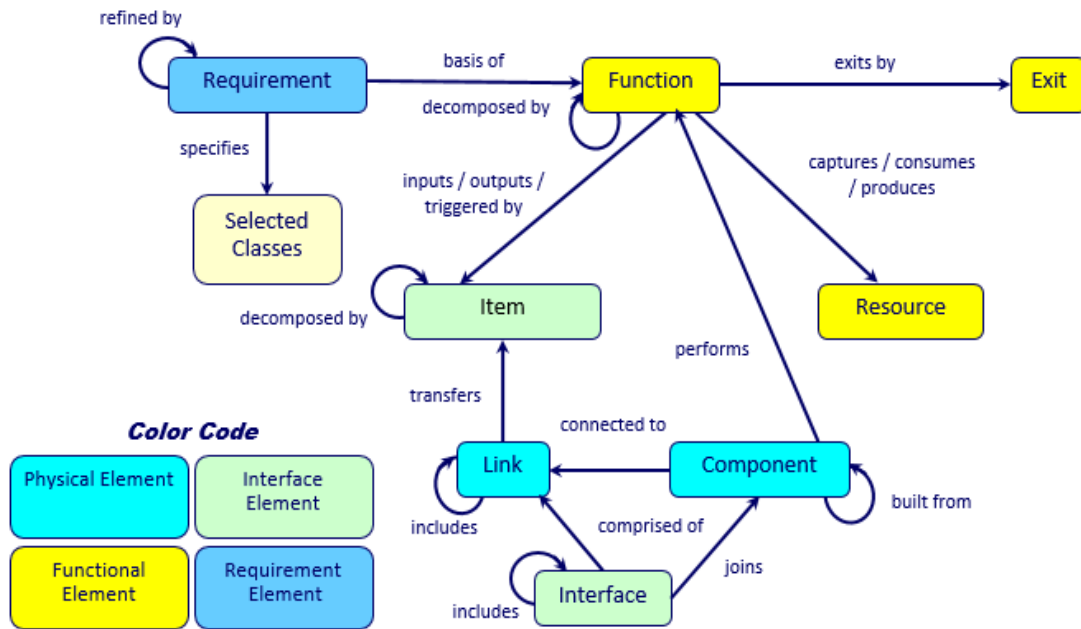 refined by
Requirement
basis of
Function
exits by
Exit
decomposed by
specifies
captures / consumes
/ produces
inputs / outputs /
triggered by
Selected
Classes
Item
Resource
decomposed by
performs
transfers
Color Code
connected to
Physical Element
Interface
Element
Link
Component
includes
comprised of
built from
Functional
Element
Requirement
Element
joins
Interface
includes